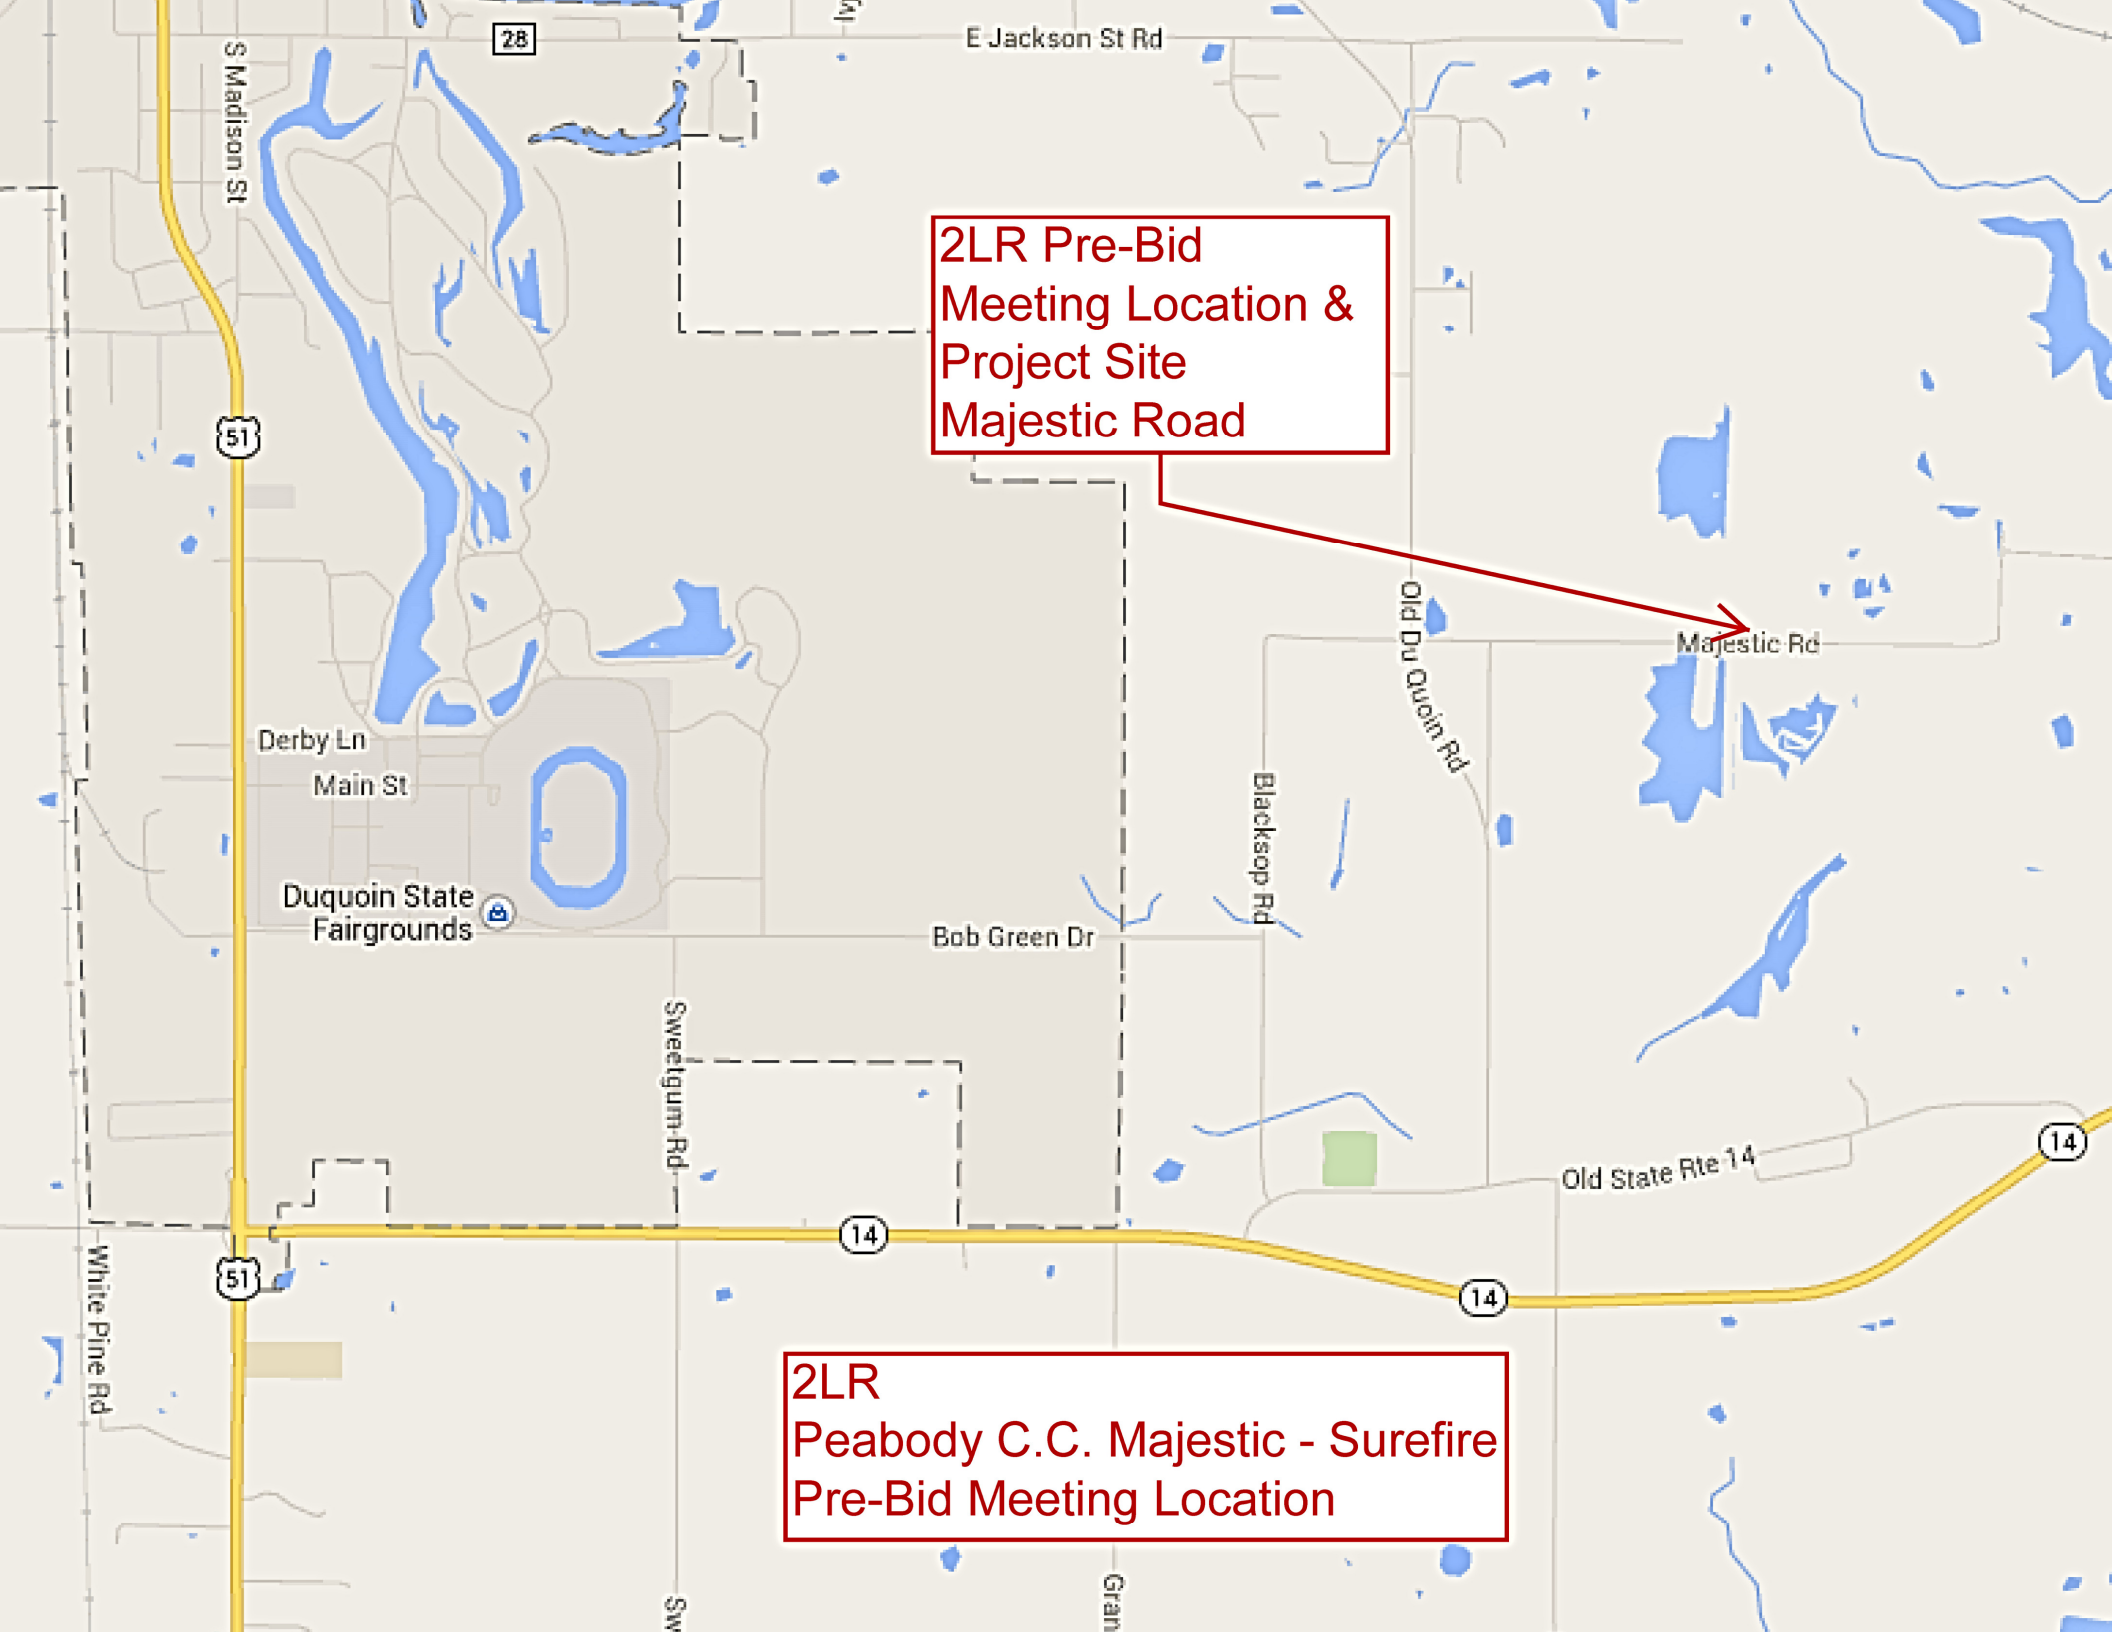 28
E Jackson St Rd
S Madison St
2LR Pre-Bid
Meeting Location &
Project Site
Majestic Road
51
Old Du Quoin Rd
Majestic Rd
Derby Ln
Main St
Blacksop Rd
Duquoin State
Fairgrounds
Bob Green Dr
Sweetgum Rd
Old State Rte 14
14
14
14
51
White Pine Rd
2LR
Peabody C.C. Majestic - Surefire
Pre-Bid Meeting Location
Sw
Gran